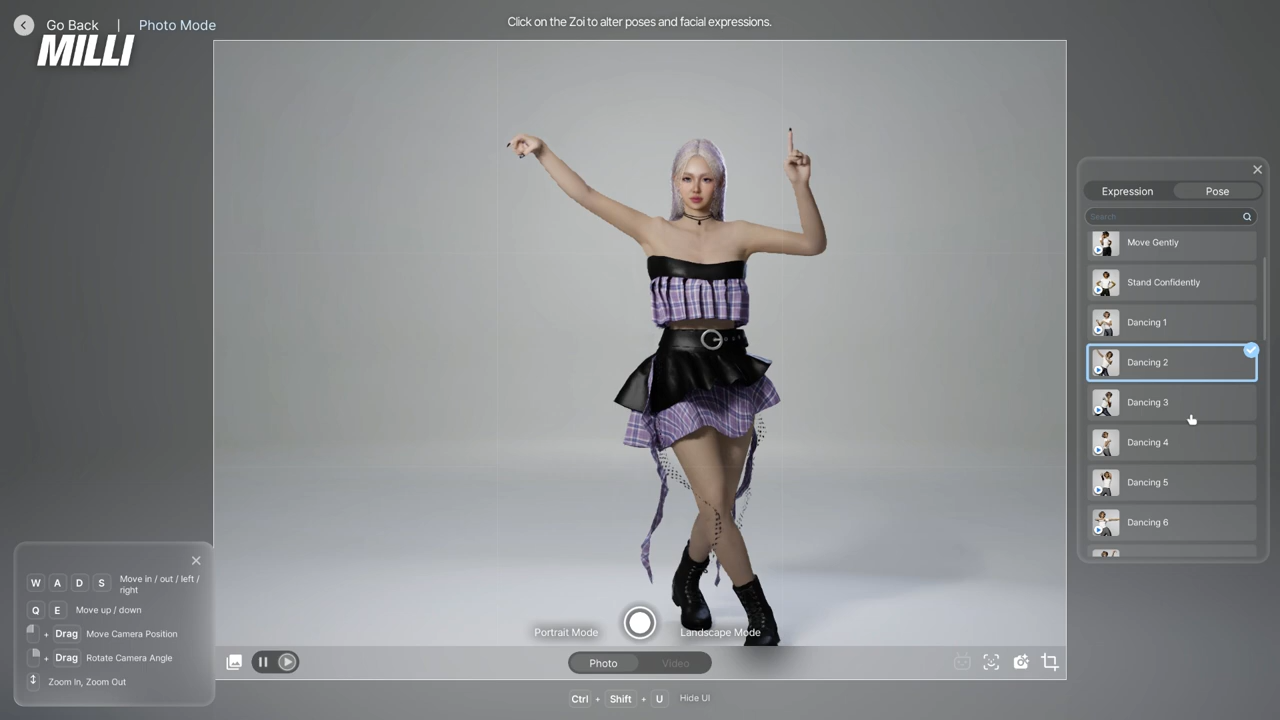 Go Back | Photo Mode
MILLI
Click on the Zoi to alter poses and facial expressions.
Expression Pose
Search
Move Gently
Stand Confidently
Dancing 1
Dancing 2
Dancing 3
Dancing 4
Dancing 5
Dancing 6
W A D S Move in / out / left / right
Q E Move up / down
+ Drag Move Camera Position
+ Drag Rotate Camera Angle
Zoom In, Zoom Out
Portrait Mode Landscape Mode
Photo Video
Ctrl + Shift + U Hide UI